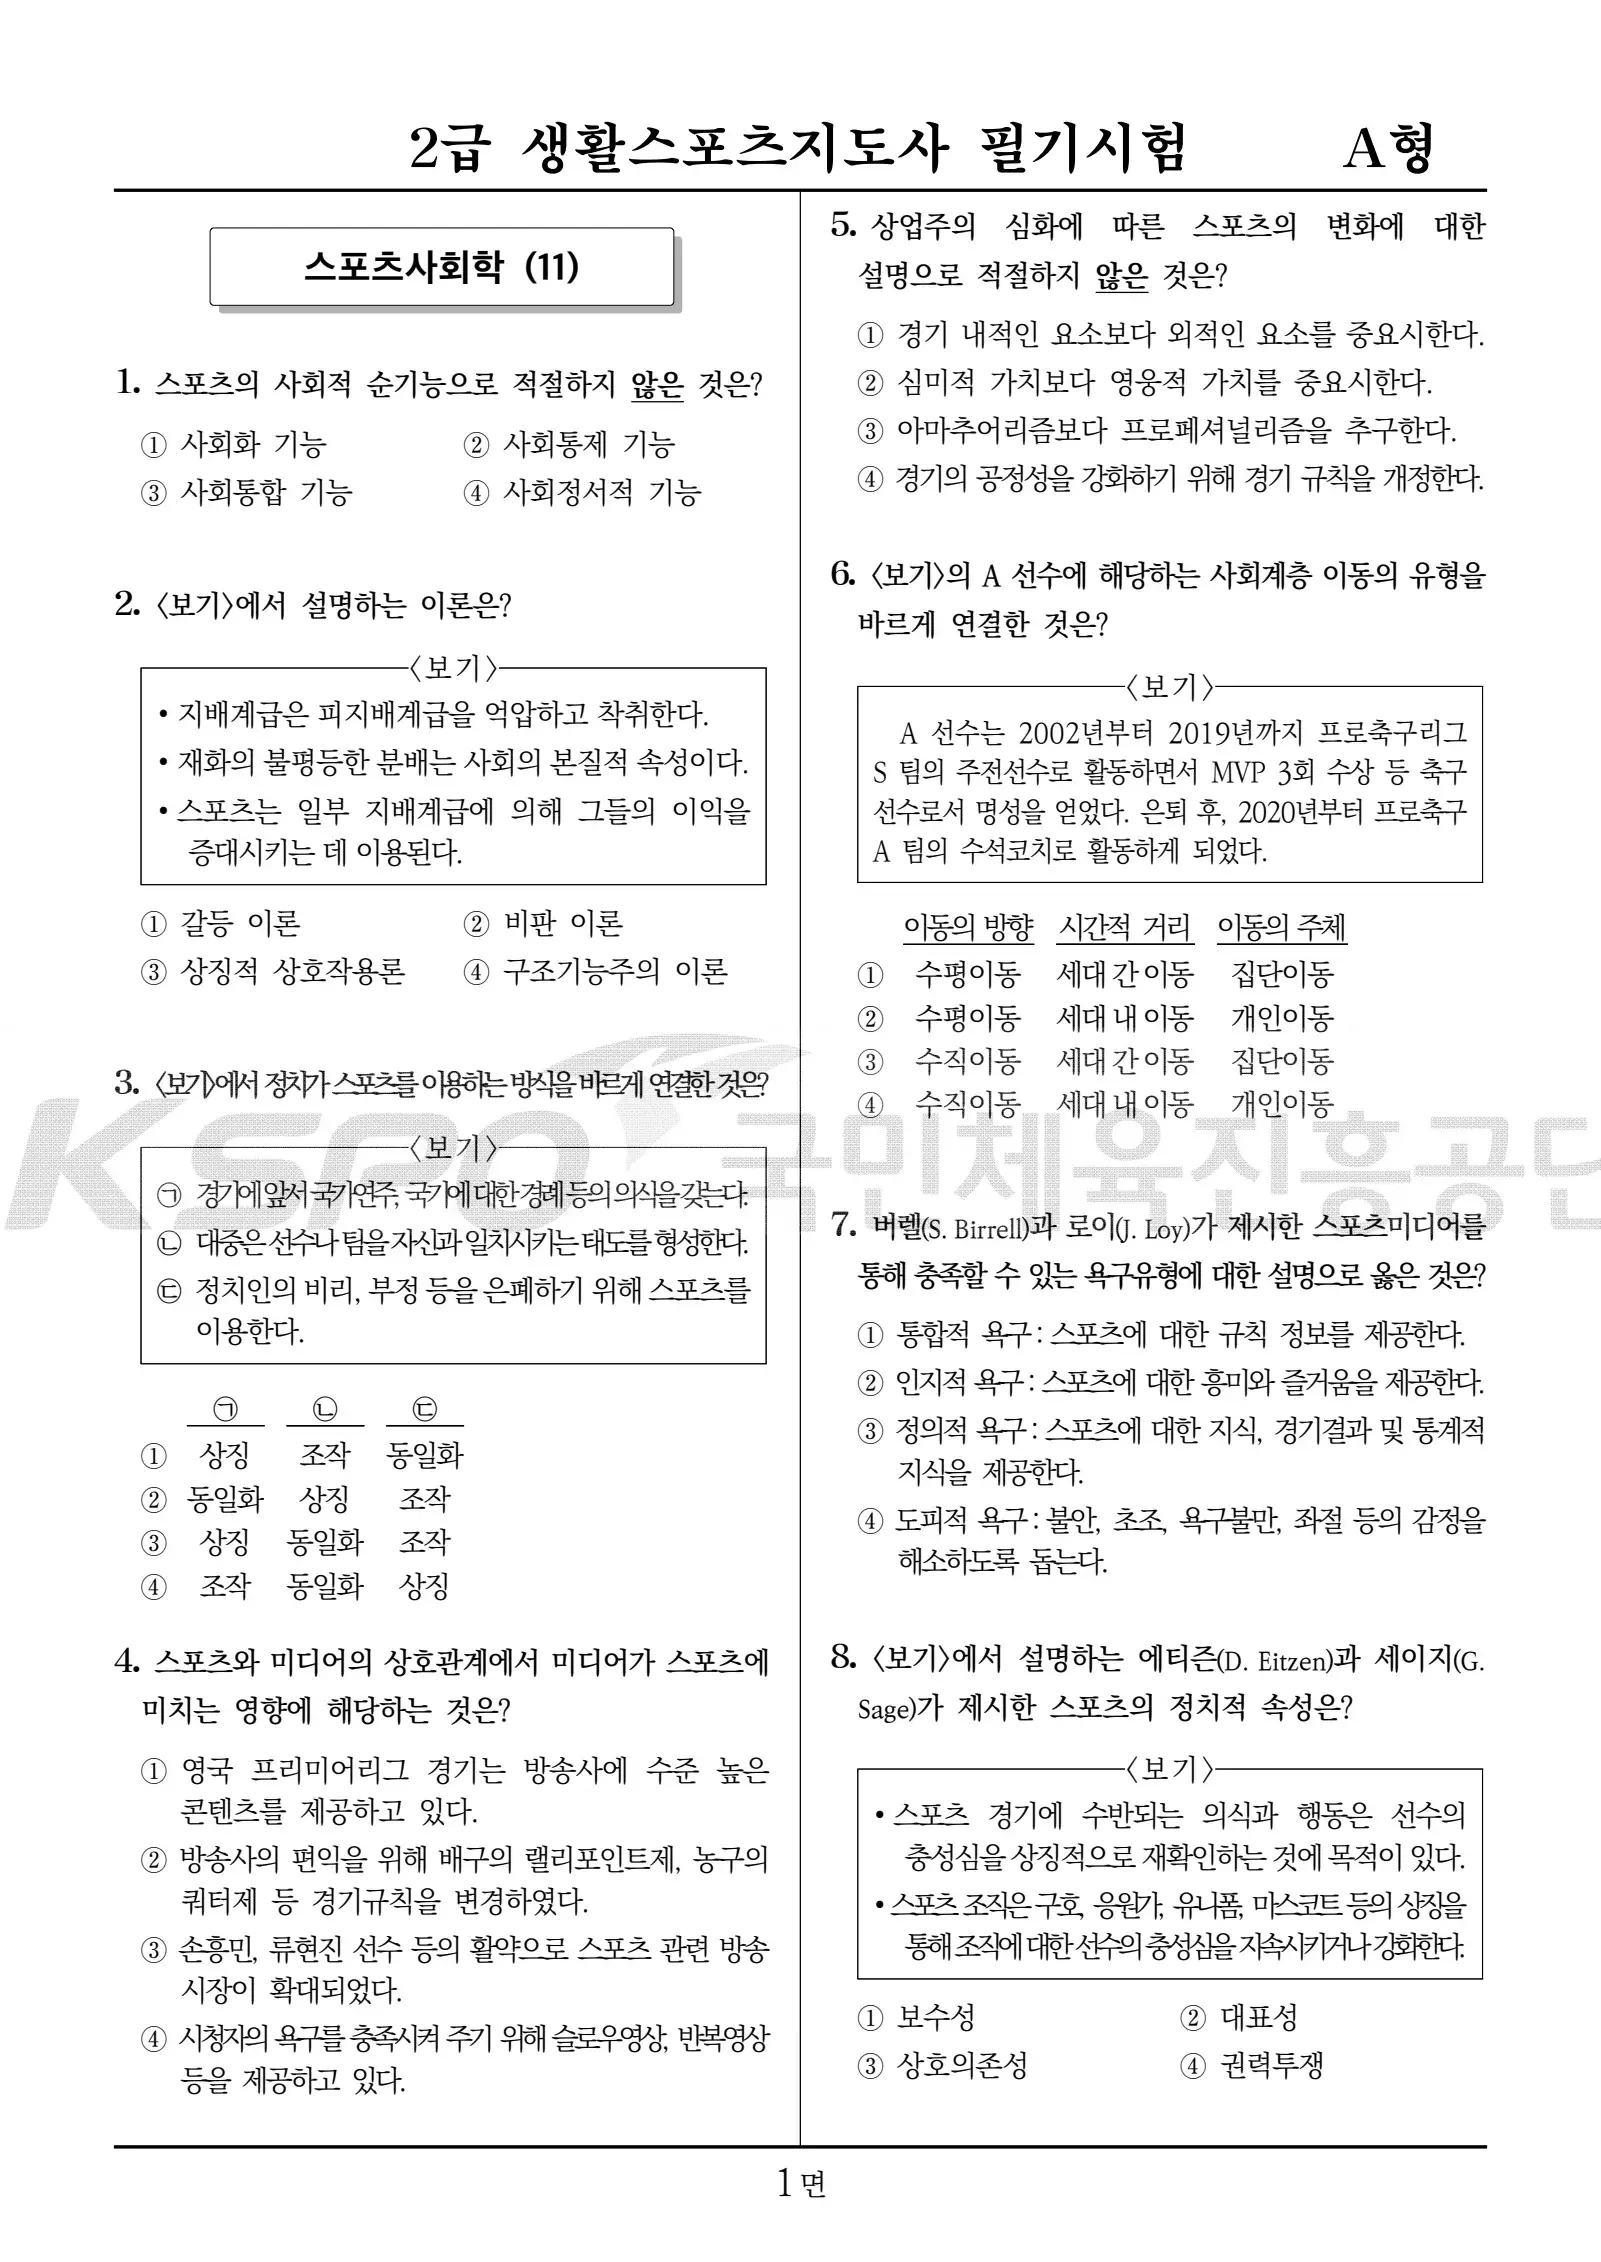 2급 생활스포츠지도사 필기시험 A형
스포츠사회학 (11)
1. 스포츠의 사회적 순기능으로 적절하지 않은 것은?
① 사회화 기능 ② 사회통제 기능
③ 사회통합 기능 ④ 사회정서적 기능
2. 〈보기〉에서 설명하는 이론은?
〈보기〉
• 지배계급은 피지배계급을 억압하고 착취한다.
• 재화의 불평등한 분배는 사회의 본질적 속성이다.
• 스포츠는 일부 지배계급에 의해 그들의 이익을
증대시키는 데 이용된다.
① 갈등 이론 ② 비판 이론
③ 상징적 상호작용론 ④ 구조기능주의 이론
3. 〈보기〉에서 정치가 스포츠를 이용하는 방식을 바르게 연결한 것은?
〈보기〉
㉠ 경기에 앞서 국가연주, 국기에 대한 경례 등의 의식을 갖는다.
㉡ 대중은 선수나 팀을 자신과 일치시키는 태도를 형성한다.
㉢ 정치인의 비리, 부정 등을 은폐하기 위해 스포츠를
이용한다.
㉠ ㉡ ㉢
① 상징 조작 동일화
② 동일화 상징 조작
③ 상징 동일화 조작
④ 조작 동일화 상징
4. 스포츠와 미디어의 상호관계에서 미디어가 스포츠에
미치는 영향에 해당하는 것은?
① 영국 프리미어리그 경기는 방송사에 수준 높은
콘텐츠를 제공하고 있다.
② 방송사의 편익을 위해 배구의 랠리포인트제, 농구의
쿼터제 등 경기규칙을 변경하였다.
③ 손흥민, 류현진 선수 등의 활약으로 스포츠 관련 방송
시장이 확대되었다.
④ 시청자의 욕구를 충족시켜 주기 위해 슬로우영상, 반복영상
등을 제공하고 있다.
5. 상업주의 심화에 따른 스포츠의 변화에 대한
설명으로 적절하지 않은 것은?
① 경기 내적인 요소보다 외적인 요소를 중요시한다.
② 심미적 가치보다 영웅적 가치를 중요시한다.
③ 아마추어리즘보다 프로페셔널리즘을 추구한다.
④ 경기의 공정성을 강화하기 위해 경기 규칙을 개정한다.
6. 〈보기〉의 A 선수에 해당하는 사회계층 이동의 유형을
바르게 연결한 것은?
〈보기〉
A 선수는 2002년부터 2019년까지 프로축구리그
S 팀의 주전선수로 활동하면서 MVP 3회 수상 등 축구
선수로서 명성을 얻었다. 은퇴 후, 2020년부터 프로축구
A 팀의 수석코치로 활동하게 되었다.
이동의 방향 시간적 거리 이동의 주체
① 수평이동 세대 간 이동 집단이동
② 수평이동 세대 내 이동 개인이동
③ 수직이동 세대 간 이동 집단이동
④ 수직이동 세대 내 이동 개인이동
KSPO 국민체육진흥공단
7. 버렐(S. Birrell)과 로이(J. Loy)가 제시한 스포츠미디어를
통해 충족할 수 있는 욕구유형에 대한 설명으로 옳은 것은?
① 통합적 욕구 : 스포츠에 대한 규칙 정보를 제공한다.
② 인지적 욕구 : 스포츠에 대한 흥미와 즐거움을 제공한다.
③ 정의적 욕구 : 스포츠에 대한 지식, 경기결과 및 통계적
지식을 제공한다.
④ 도피적 욕구 : 불안, 초조, 욕구불만, 좌절 등의 감정을
해소하도록 돕는다.
8. 〈보기〉에서 설명하는 에티즌(D. Eitzen)과 세이지(G.
Sage)가 제시한 스포츠의 정치적 속성은?
〈보기〉
• 스포츠 경기에 수반되는 의식과 행동은 선수의
충성심을 상징적으로 재확인하는 것에 목적이 있다.
• 스포츠 조직은 구호, 응원가, 유니폼, 마스코트 등의 상징을
통해 조직에 대한 선수의 충성심을 지속시키거나 강화한다.
① 보수성 ② 대표성
③ 상호의존성 ④ 권력투쟁
1 면